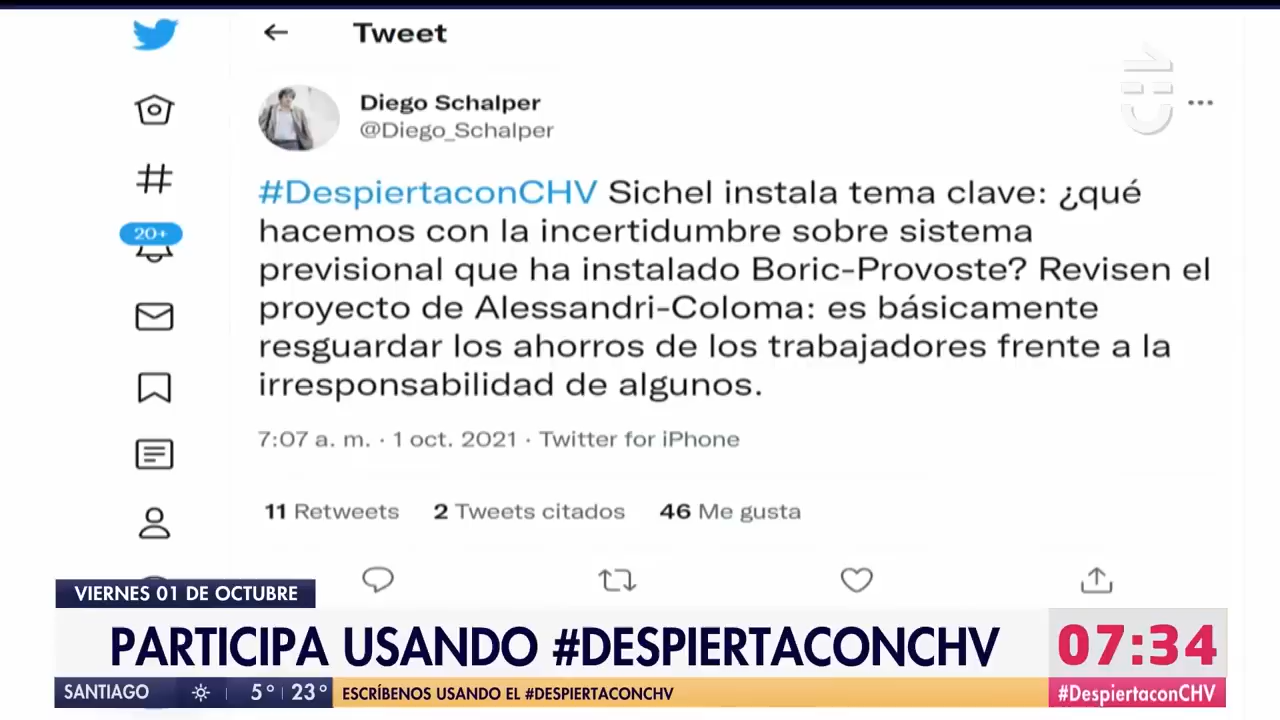 Tweet
Diego Schalper
@Diego_Schalper
#DespiertaconCHV Sichel instala tema clave: ¿qué
hacemos con la incertidumbre sobre sistema
previsional que ha instalado Boric-Provoste? Revisen el
proyecto de Alessandri-Coloma: es básicamente
resguardar los ahorros de los trabajadores frente a la
irresponsabilidad de algunos.
7:07 a. m. · 1 oct. 2021 · Twitter for iPhone
11 Retweets 2 Tweets citados 46 Me gusta
20+
VIERNES 01 DE OCTUBRE
PARTICIPA USANDO #DESPIERTACONCHV
07:34
SANTIAGO 5° 23° ESCRÍBENOS USANDO EL #DESPIERTACONCHV
#DespiertaconCHV